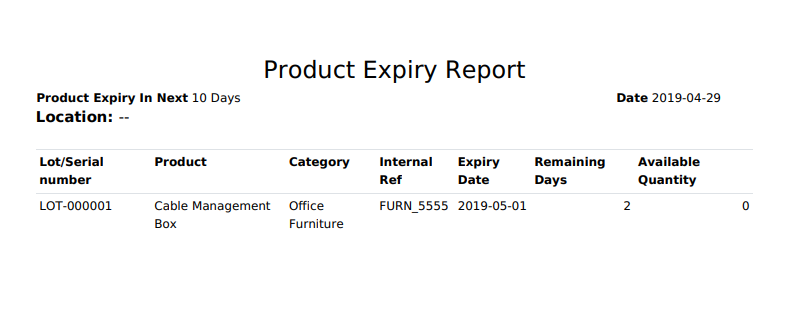 Product Expiry Report
Product Expiry In Next 10 Days Date 2019-04-29
Location: --
Lot/Serial number Product Category Internal Ref Expiry Date Remaining Days Available Quantity
LOT-000001 Cable Management Box Office Furniture FURN_5555 2019-05-01 2 0